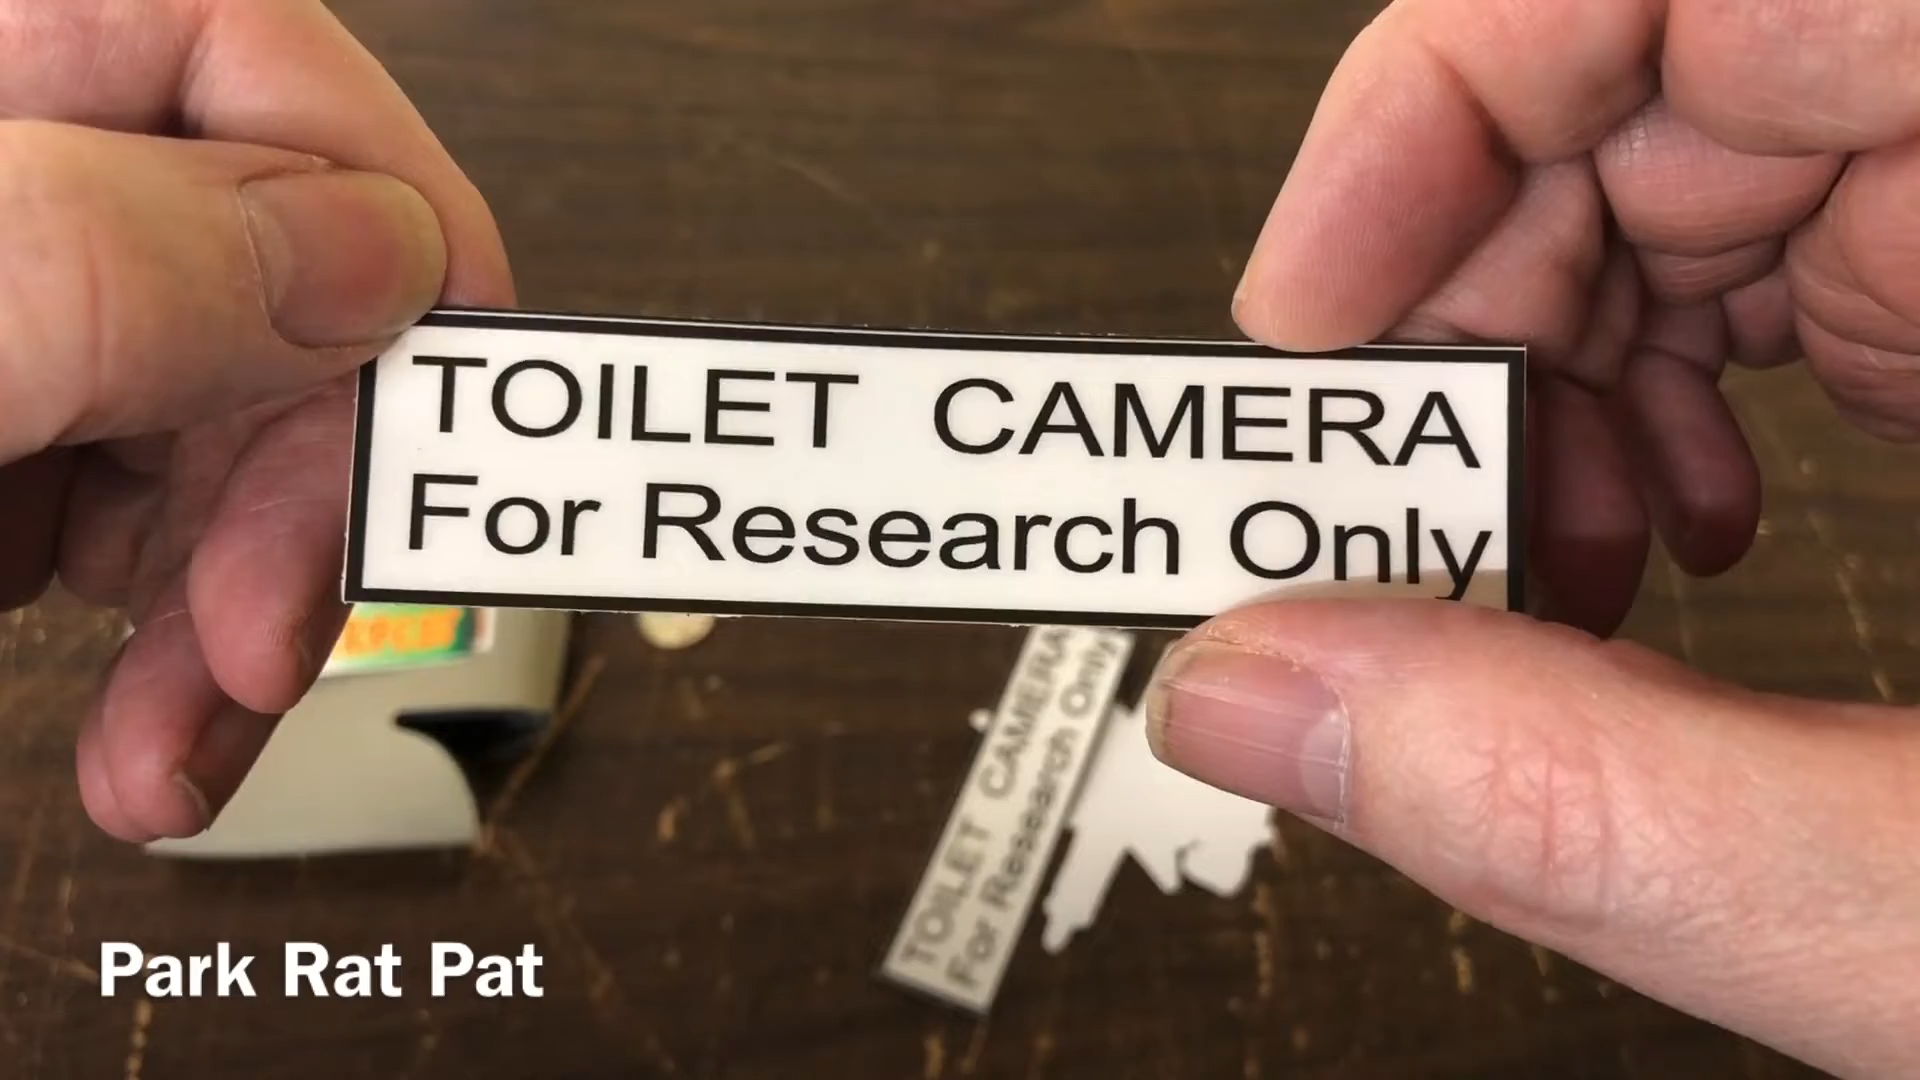 TOILET CAMERA
For Research Only
TOILET CAMERA
For Research Only
Park Rat Pat